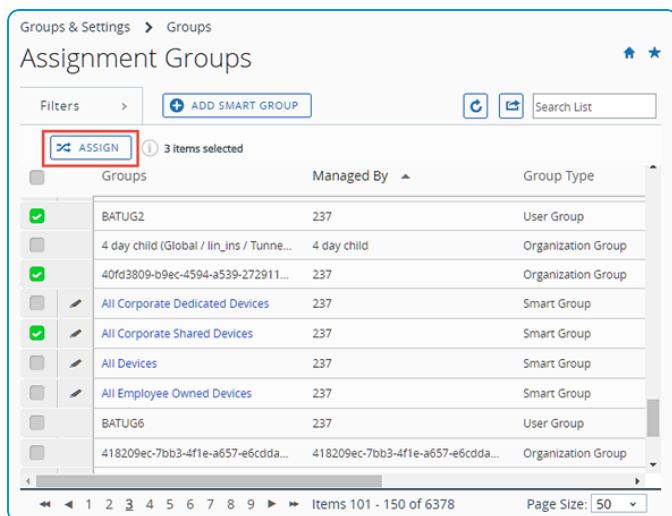 Groups & Settings > Groups
Assignment Groups
Filters > ADD SMART GROUP Search List
ASSIGN 3 items selected
Groups Managed By Group Type
BATUG2 237 User Group
4 day child (Global / lin_ins / Tunne... 4 day child Organization Group
40fd3809-b9ec-4594-a539-272911... 237 Organization Group
All Corporate Dedicated Devices 237 Smart Group
All Corporate Shared Devices 237 Smart Group
All Devices 237 Smart Group
All Employee Owned Devices 237 Smart Group
BATUG6 237 User Group
418209ec-7bb3-4f1e-a657-e6cdda... 418209ec-7bb3-4f1e-a657-e6cdda... Organization Group
1 2 3 4 5 6 7 8 9 Items 101 - 150 of 6378 Page Size: 50